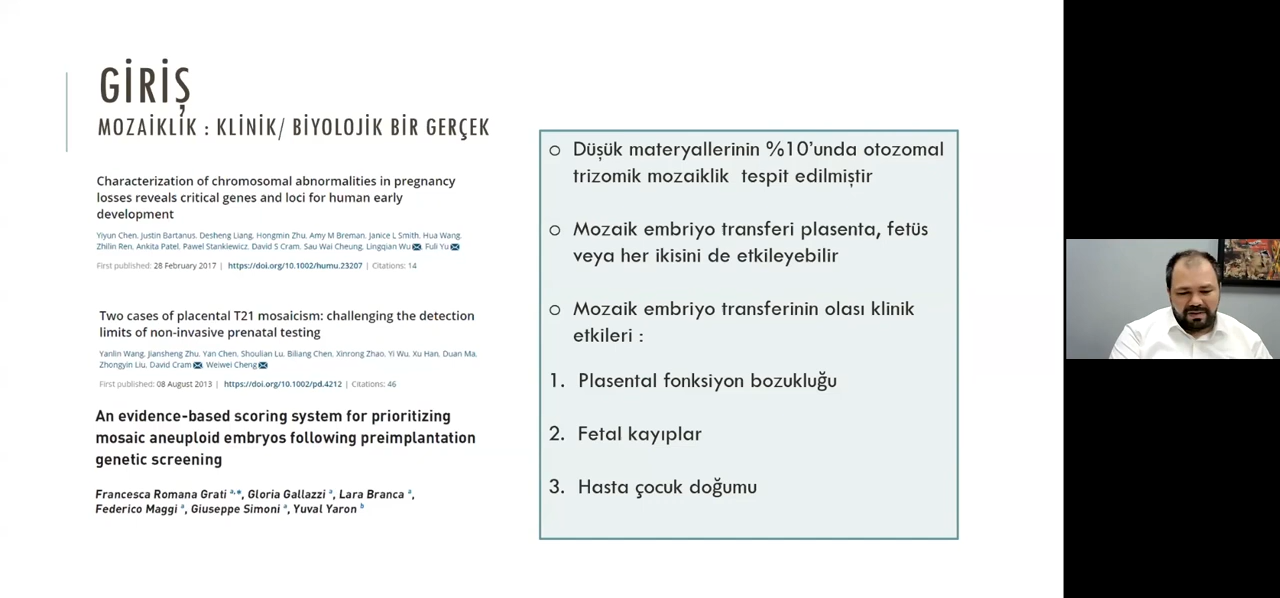 GİRİŞ
MOZAİKLİK : KLİNİK/ BİYOLOJİK BİR GERÇEK
Characterization of chromosomal abnormalities in pregnancy
losses reveals critical genes and loci for human early
development
Yiyun Chen, Justin Bartanus, Desheng Liang, Hongmin Zhu, Amy M Breman, Janice L Smith, Hua Wang,
Zhilin Ren, Ankita Patel, Pawel Stankiewicz, David S Cram, Sau Wai Cheung, Lingqian Wu, Fuli Yu
First published: 28 February 2017 | https://doi.org/10.1002/humu.23207 | Citations: 14
Two cases of placental T21 mosaicism: challenging the detection
limits of non-invasive prenatal testing
Yanlin Wang, Jiansheng Zhu, Yan Chen, Shoulian Lu, Biliang Chen, Xinrong Zhao, Yi Wu, Xu Han, Duan Ma,
Zhongyin Liu, David Cram, Weiwei Cheng
First published: 08 August 2013 | https://doi.org/10.1002/pd.4212 | Citations: 46
An evidence-based scoring system for prioritizing
mosaic aneuploid embryos following preimplantation
genetic screening
Francesca Romana Grati a,*, Gloria Gallazzi a, Lara Branca a,
Federico Maggi a, Giuseppe Simoni a, Yuval Yaron b
o Düşük materyallerinin %10'unda otozomal
trizomik mozaiklik tespit edilmiştir
o Mozaik embriyo transferi plasenta, fetüs
veya her ikisini de etkileyebilir
o Mozaik embriyo transferinin olası klinik
etkileri :
1. Plasental fonksiyon bozukluğu
2. Fetal kayıplar
3. Hasta çocuk doğumu